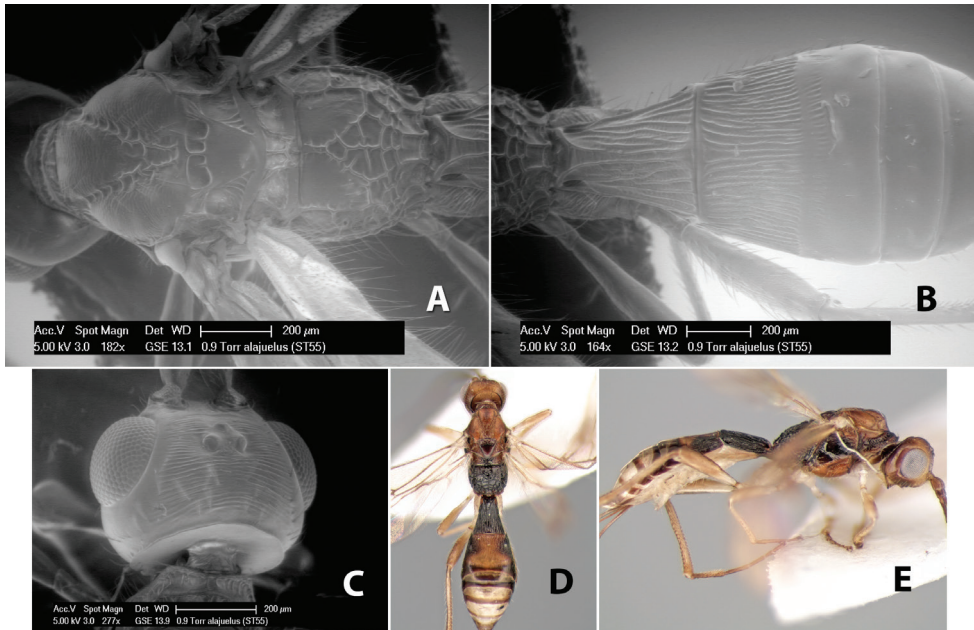 A
Acc.V Spot Magn Det WD 200 µm
5.00 kV 3.0 182x GSE 13.1 0.9 Torr alajuelus (ST55)
B
Acc.V Spot Magn Det WD 200 µm
5.00 kV 3.0 164x GSE 13.2 0.9 Torr alajuelus (ST55)
C
Acc.V Spot Magn Det WD 200 µm
5.00 kV 3.0 277x GSE 13.9 0.9 Torr alajuelus (ST55)
D
E